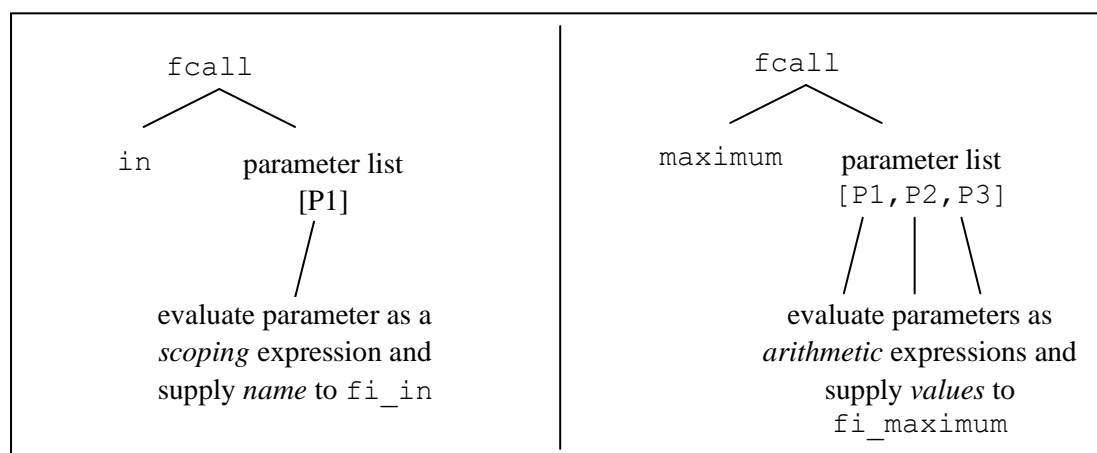 fcall
in
parameter list
[P1]
evaluate parameter as a
scoping expression and
supply name to fi_in
fcall
maximum
parameter list
[P1,P2,P3]
evaluate parameters as
arithmetic expressions and
supply values to
fi_maximum